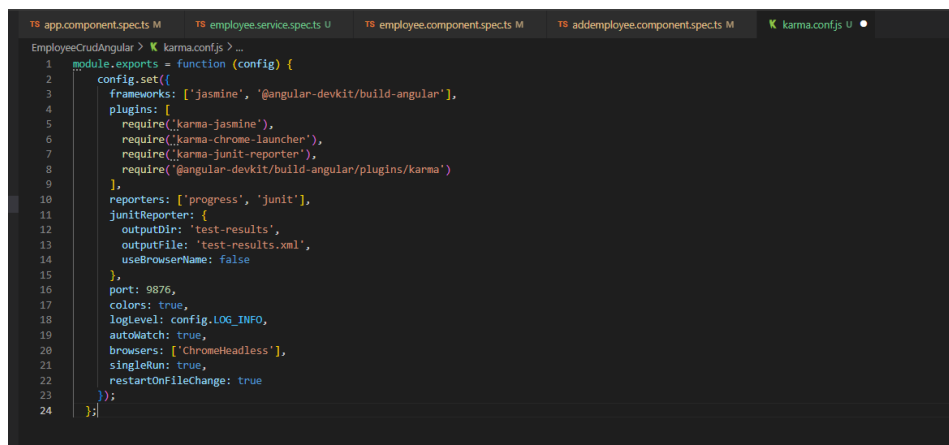 TS app.component.spec.ts M TS employee.service.spec.ts U TS employee.component.spec.ts M TS addemployee.component.spec.ts M karma.conf.js U ●
EmployeeCrudAngular > karma.conf.js > ...
1 module.exports = function (config) {
2 config.set({
3 frameworks: ['jasmine', '@angular-devkit/build-angular'],
4 plugins: [
5 require('karma-jasmine'),
6 require('karma-chrome-launcher'),
7 require('karma-junit-reporter'),
8 require('@angular-devkit/build-angular/plugins/karma')
9 ],
10 reporters: ['progress', 'junit'],
11 junitReporter: {
12 outputDir: 'test-results',
13 outputFile: 'test-results.xml',
14 useBrowserName: false
15 },
16 port: 9876,
17 colors: true,
18 logLevel: config.LOG_INFO,
19 autoWatch: true,
20 browsers: ['ChromeHeadless'],
21 singleRun: true,
22 restartOnFileChange: true
23 });
24 };